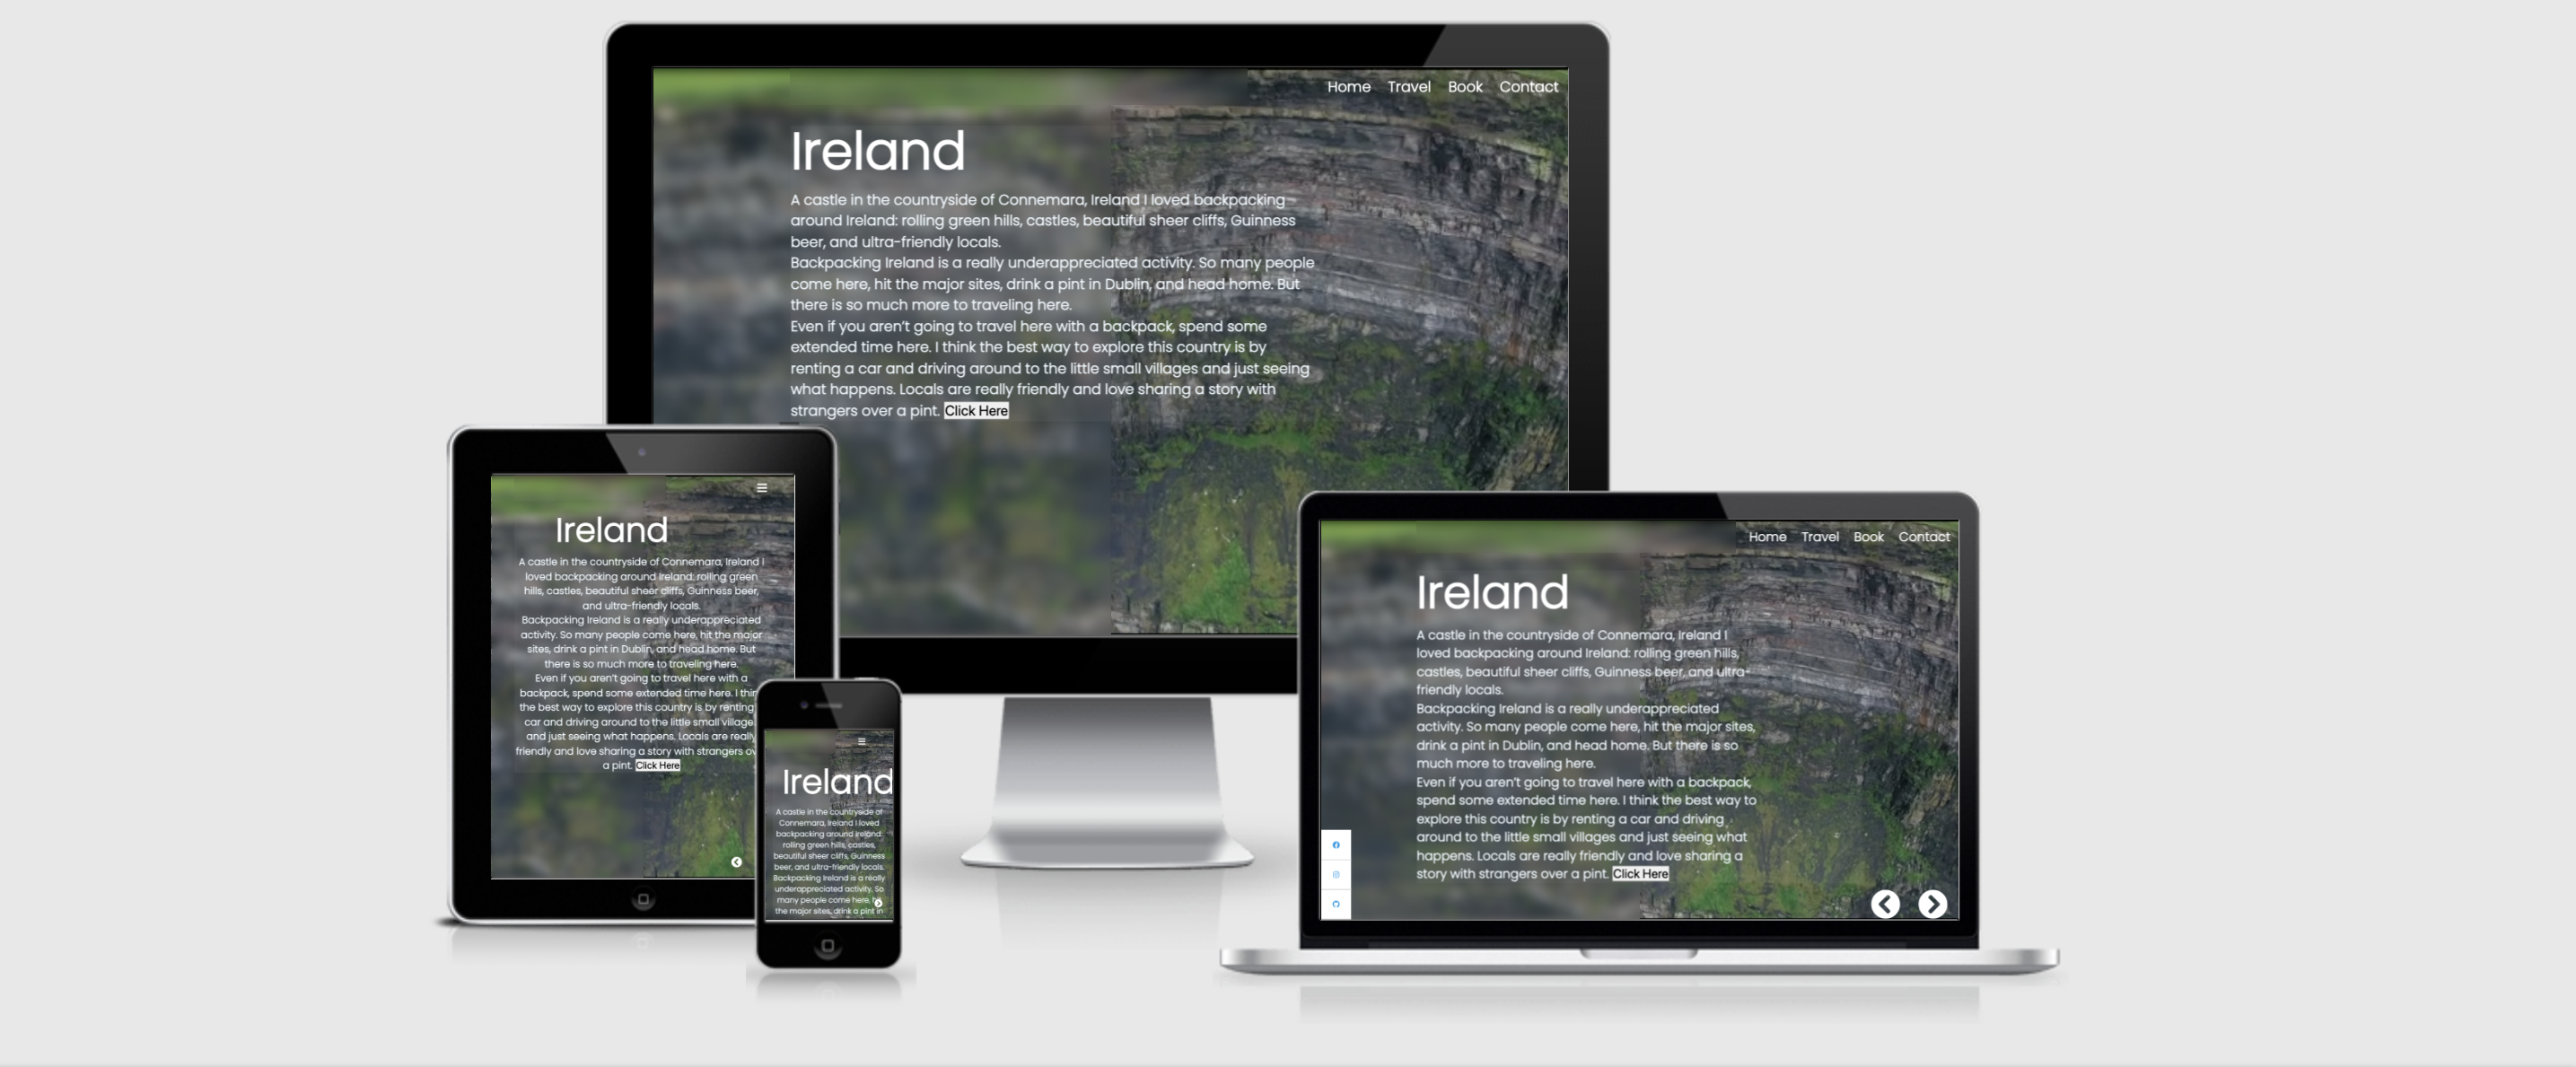 Home Travel Book Contact
Ireland
A castle in the countryside of Connemara, Ireland I loved backpacking
around Ireland: rolling green hills, castles, beautiful sheer cliffs, Guinness
beer, and ultra-friendly locals.
Backpacking Ireland is a really underappreciated activity. So many people
come here, hit the major sites, drink a pint in Dublin, and head home. But
there is so much more to traveling here.
Even if you aren't going to travel here with a backpack, spend some
extended time here. I think the best way to explore this country is by
renting a car and driving around to the little small villages and just seeing
what happens. Locals are really friendly and love sharing a story with
strangers over a pint. Click Here
Ireland
A castle in the countryside of Connemara, Ireland I
loved backpacking around Ireland: rolling green
hills, castles, beautiful sheer cliffs, Guinness beer,
and ultra-friendly locals.
Backpacking Ireland is a really underappreciated
activity. So many people come here, hit the major
sites, drink a pint in Dublin, and head home. But
there is so much more to traveling here.
Even if you aren't going to travel here with a
backpack, spend some extended time here. I
the best way to explore this country is by renting
car and driving around to the little small
and just seeing what happens. Locals are really
friendly and love sharing a story with strangers
a pint. Click Here
Ireland
A castle in the countryside of
Connemara, Ireland I loved
backpacking around Ireland:
rolling green hills, castles,
beautiful sheer cliffs, Guinness
beer, and ultra-friendly locals.
Backpacking Ireland is a really
underappreciated activity. So
many people come here,
the major sites, drink a pint in
Home Travel Book Contact
Ireland
A castle in the countryside of Connemara, Ireland I
loved backpacking around Ireland: rolling green hills,
castles, beautiful sheer cliffs, Guinness beer, and ultra-
friendly locals.
Backpacking Ireland is a really underappreciated
activity. So many people come here, hit the major sites,
drink a pint in Dublin, and head home. But there is so
much more to traveling here.
Even if you aren't going to travel here with a backpack,
spend some extended time here. I think the best way to
explore this country is by renting a car and driving
around to the little small villages and just seeing what
happens. Locals are really friendly and love sharing a
story with strangers over a pint. Click Here